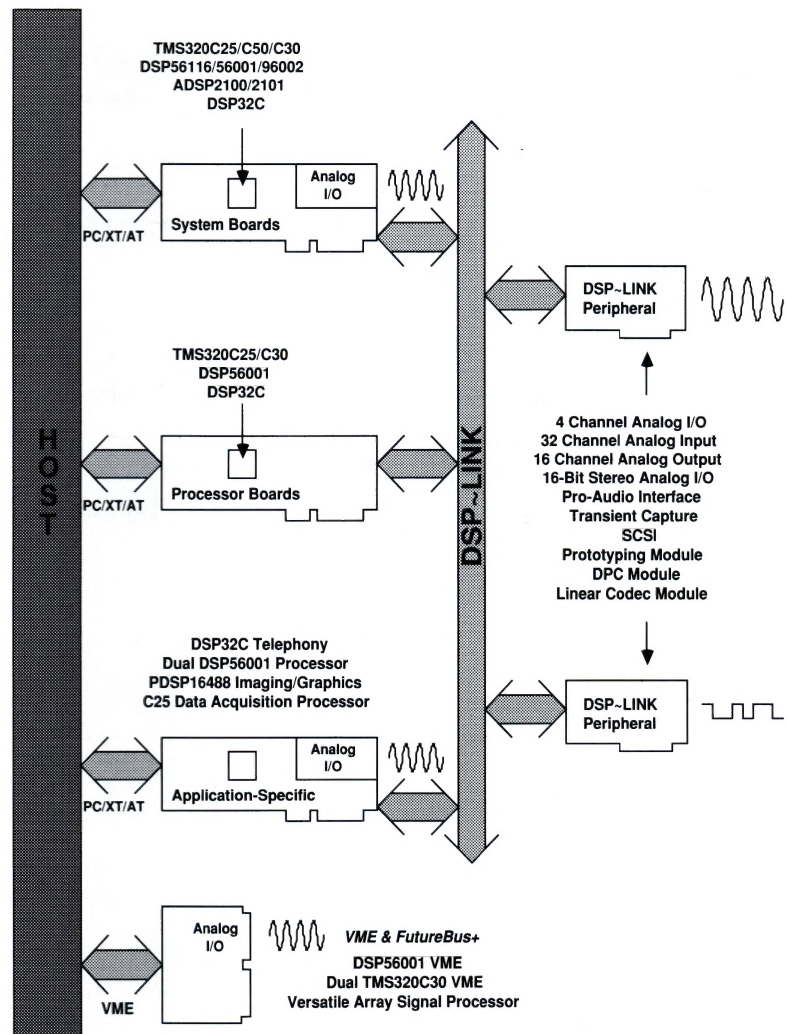 TMS320C25/C50/C30
DSP56116/56001/96002
ADSP2100/2101
DSP32C
Analog
I/O
System Boards
PC/XT/AT
DSP~LINK
Peripheral
TMS320C25/C30
DSP56001
DSP32C
Processor Boards
PC/XT/AT
HOST
DSP~LINK
4 Channel Analog I/O
32 Channel Analog Input
16 Channel Analog Output
16-Bit Stereo Analog I/O
Pro-Audio Interface
Transient Capture
SCSI
Prototyping Module
DPC Module
Linear Codec Module
DSP32C Telephony
Dual DSP56001 Processor
PDSP16488 Imaging/Graphics
C25 Data Acquisition Processor
DSP~LINK
Peripheral
Analog
I/O
Application-Specific
PC/XT/AT
Analog
I/O
VME
VME & FutureBus+
DSP56001 VME
Dual TMS320C30 VME
Versatile Array Signal Processor